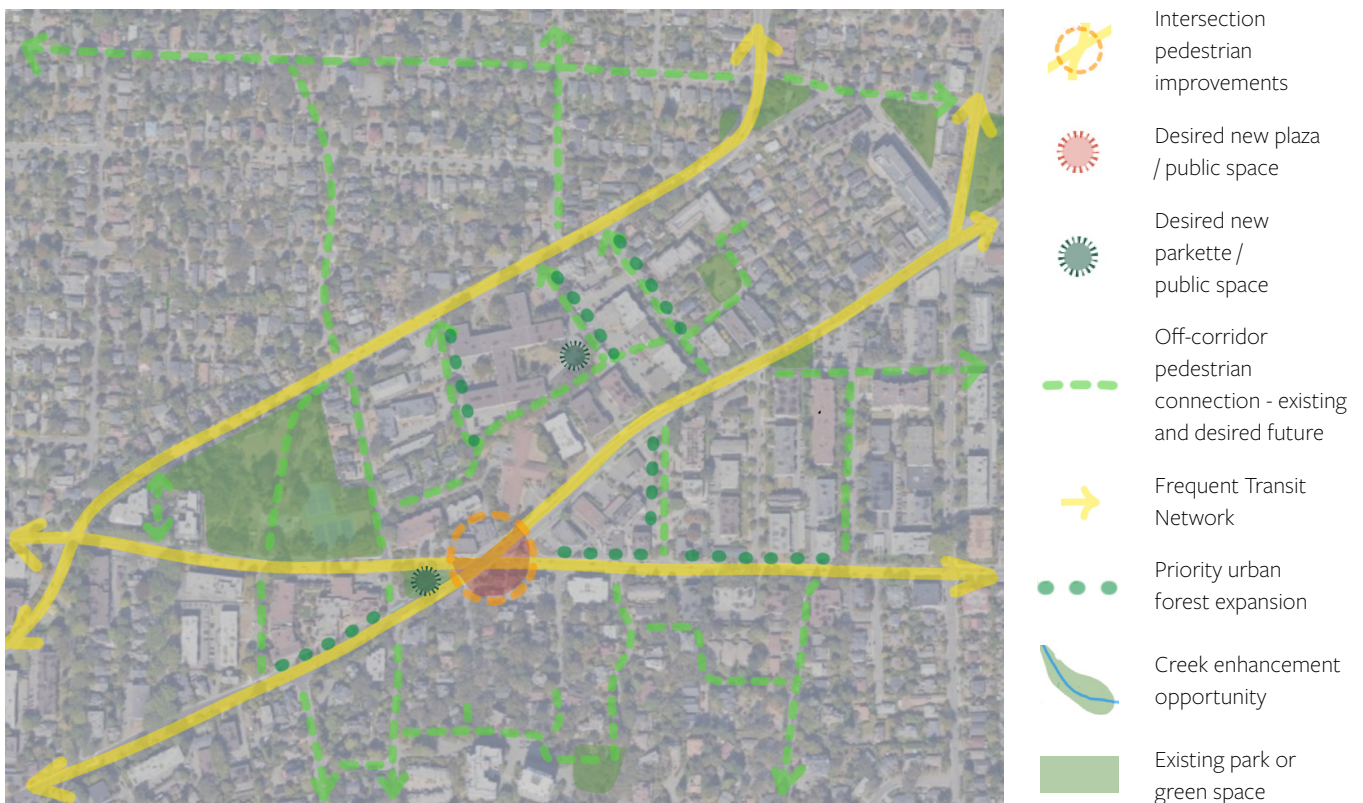 Intersection
pedestrian
improvements
Desired new plaza
/ public space
Desired new
parkette /
public space
Off-corridor
pedestrian
connection - existing
and desired future
Frequent Transit
Network
Priority urban
forest expansion
Creek enhancement
opportunity
Existing park or
green space